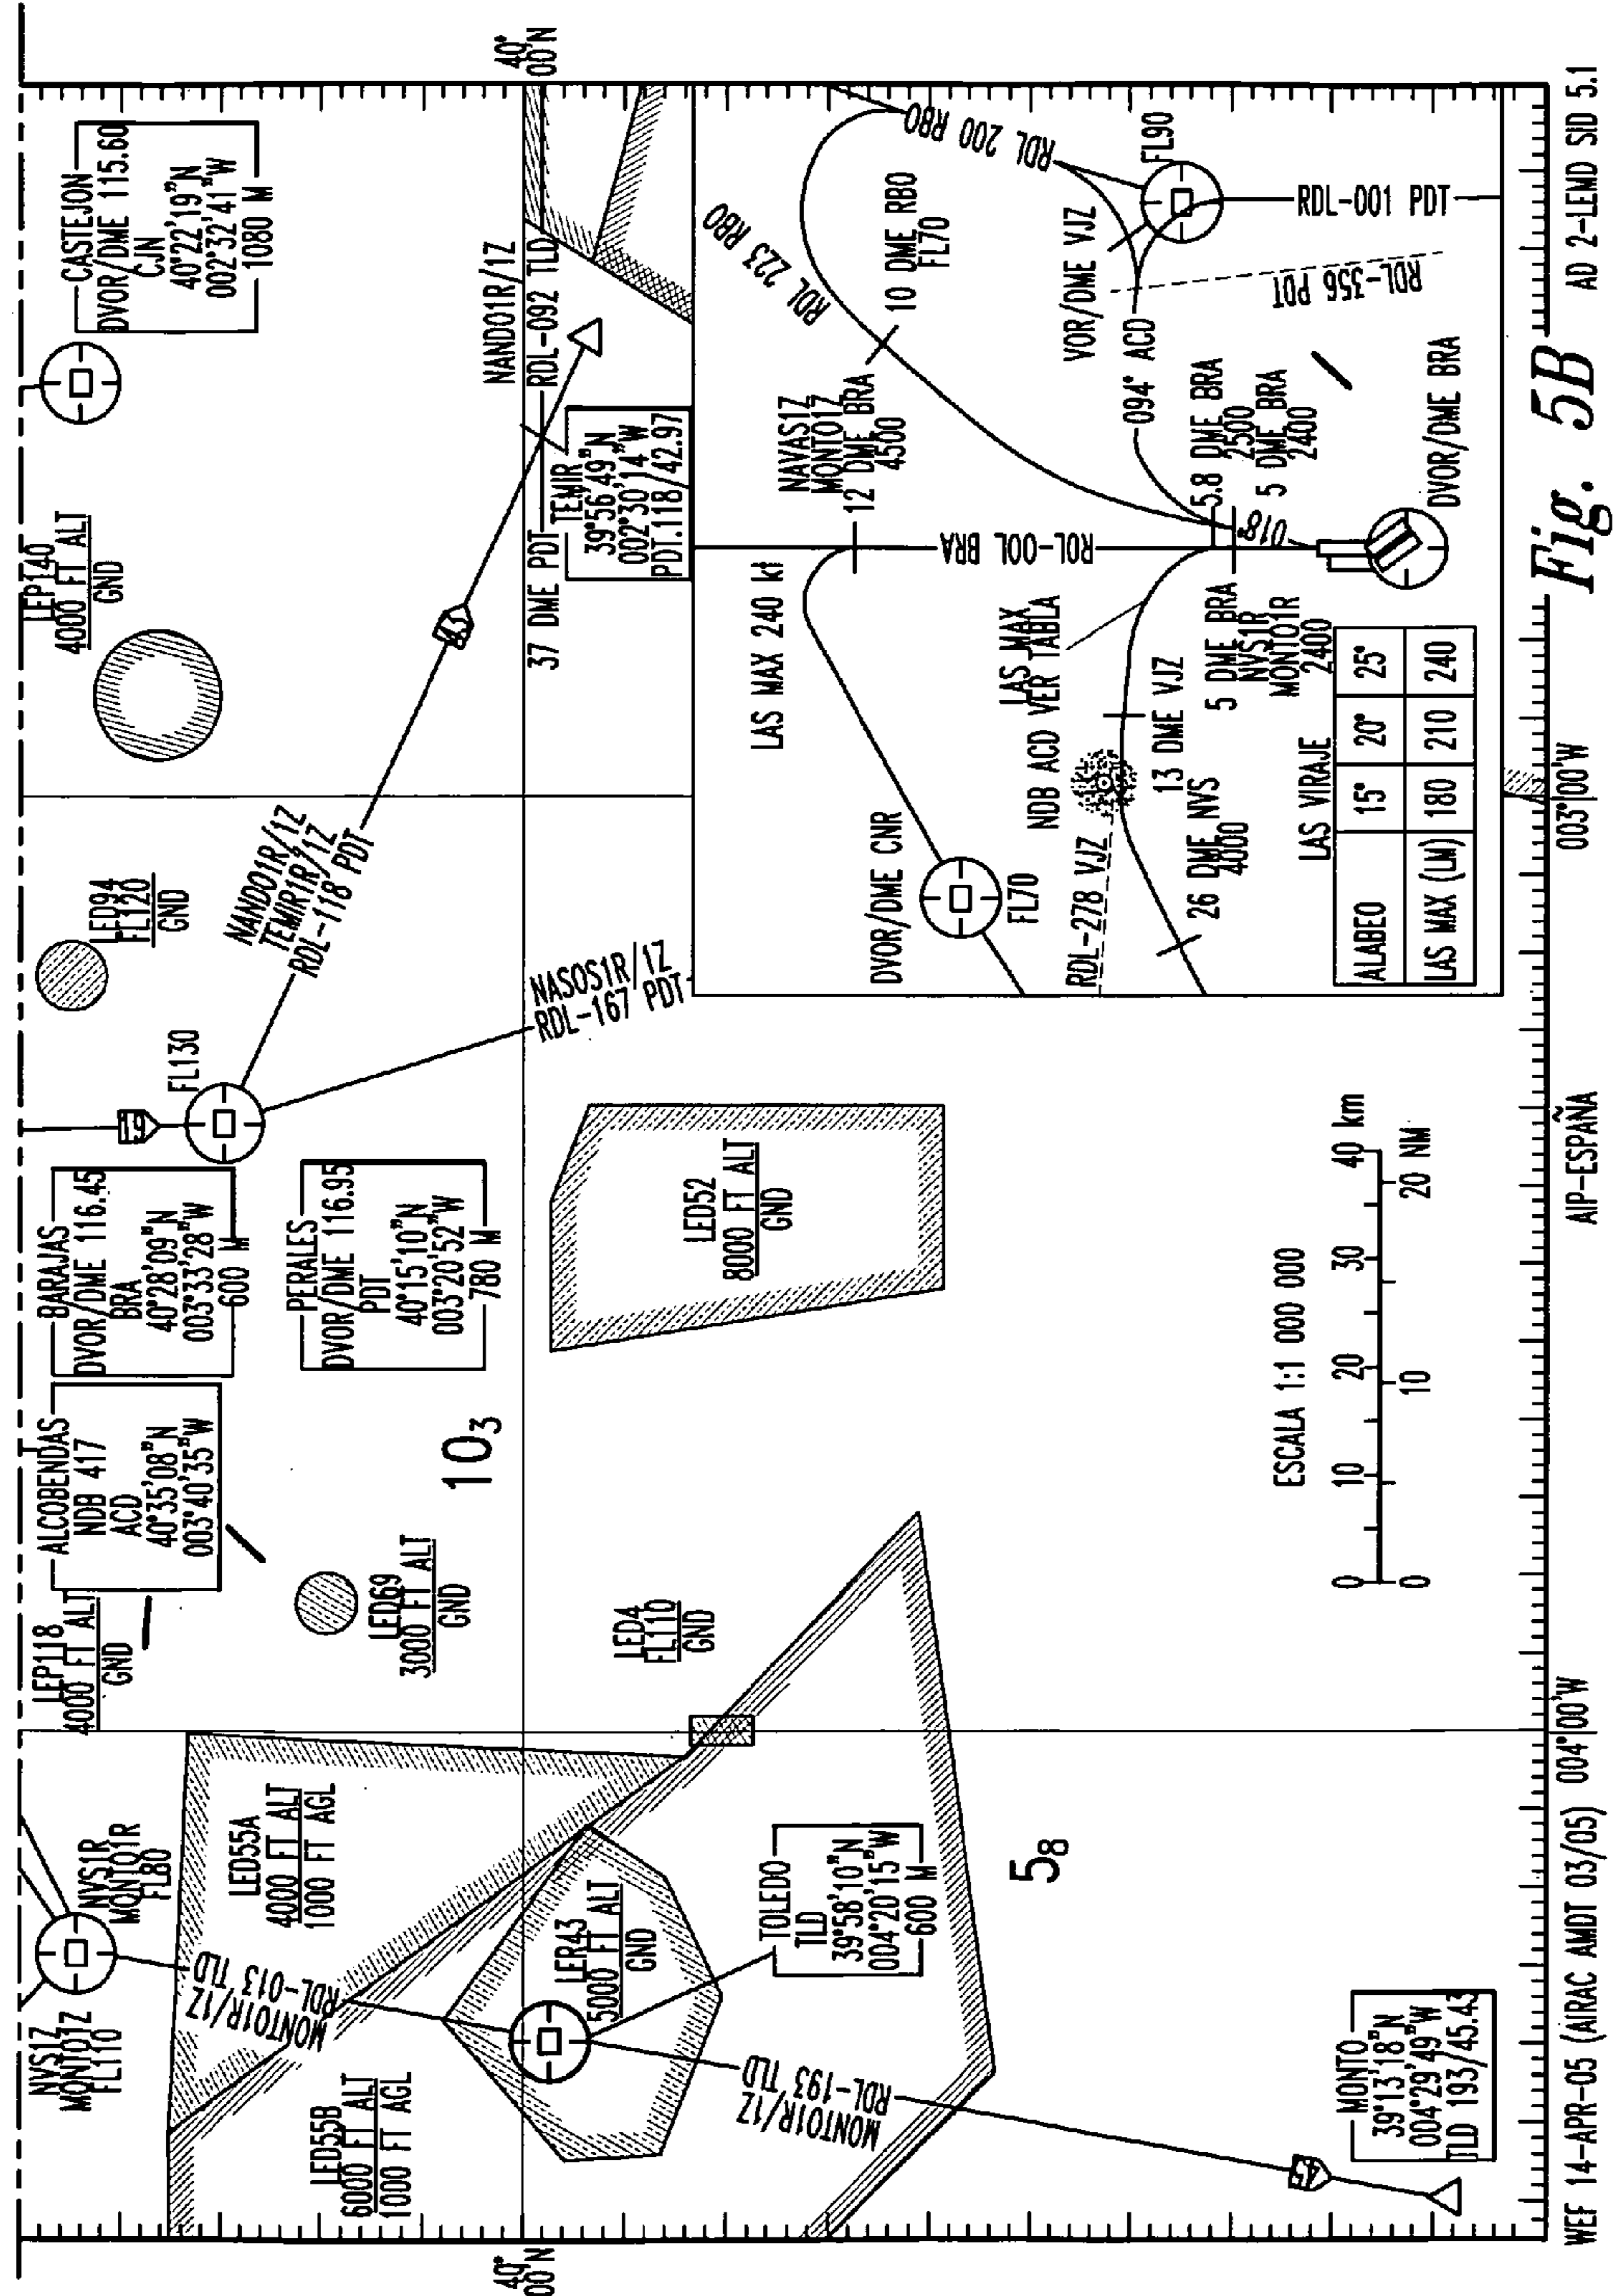 40°
00'N
NVS1Z
MONTO1Z
FL110
NVS1R
MONTO1R
FL80
LEP118
4000 FT ALT
GND
ALCOBENDAS
NDB 417
ACD
40°35'08"N
003°40'35"W
BARAJAS
DVOR/DME 116.45
BRA
40°28'09"N
003°33'28"W
600 M
19
FL130
LED94
FL120
GND
LEP140
4000 FT ALT
GND
CASTEJON
DVOR/DME 115.60
CJN
40°22'19"N
002°32'41"W
1080 M
LED55B
6000 FT ALT
1000 FT AGL
MONTO1R/1Z
RDL-013 TLD
LED55A
4000 FT ALT
1000 FT AGL
LED69
3000 FT ALT
GND
10₃
PERALES
DVOR/DME 116.95
PDT
40°15'10"N
003°20'52"W
780 M
NANDO1R/1Z
TEMIR1R/1Z
RDL-118 PDT
NASOS1R/1Z
RDL-167 PDT
43
37 DME PDT
NANDO1R/1Z
RDL-092 TLD
TEMIR
39°56'49"N
002°30'14"W
PDT.118/42.97
40°
00'N
LER43
5000 FT ALT
GND
LED4
FL110
GND
LED52
8000 FT ALT
GND
TOLEDO
TLD
39°58'10"N
004°20'15"W
600 M
MONTO1R/1Z
RDL-193 TLD
5₈
45
MONTO
39°13'18"N
004°29'49"W
TLD 193/45.43
ESCALA 1:1 000 000
0 10 20 30 40 km
0 10 20 NM
LAS MAX 240 kt
NAVAS1Z
MONTO1Z
12 DME BRA
4500
RDL 223 RBO
10 DME RBO
FL70
RDL 200 RBO
DVOR/DME CNR
FL70
RDL-00L BRA
VOR/DME VJZ
FL90
094° ACD
RDL-001 PDT
RDL-356 PDT
LAS MAX
NDB ACD VER TABLA
RDL-278 VJZ
13 DME VJZ
26 DME NVS
4000
5 DME BRA
NVS1R
MONTO1R
2400
5.8 DME BRA
2500
5 DME BRA
2400
018°
DVOR/DME BRA
LAS VIRAJE
ALABEO 15° 20° 25°
LAS MAX (LM) 180 210 240
WEF 14-APR-05 (AIRAC AMDT 03/05)
004°00'W
AIP-ESPAÑA
003°00'W
Fig. 5B
AD 2-LEMD SID 5.1